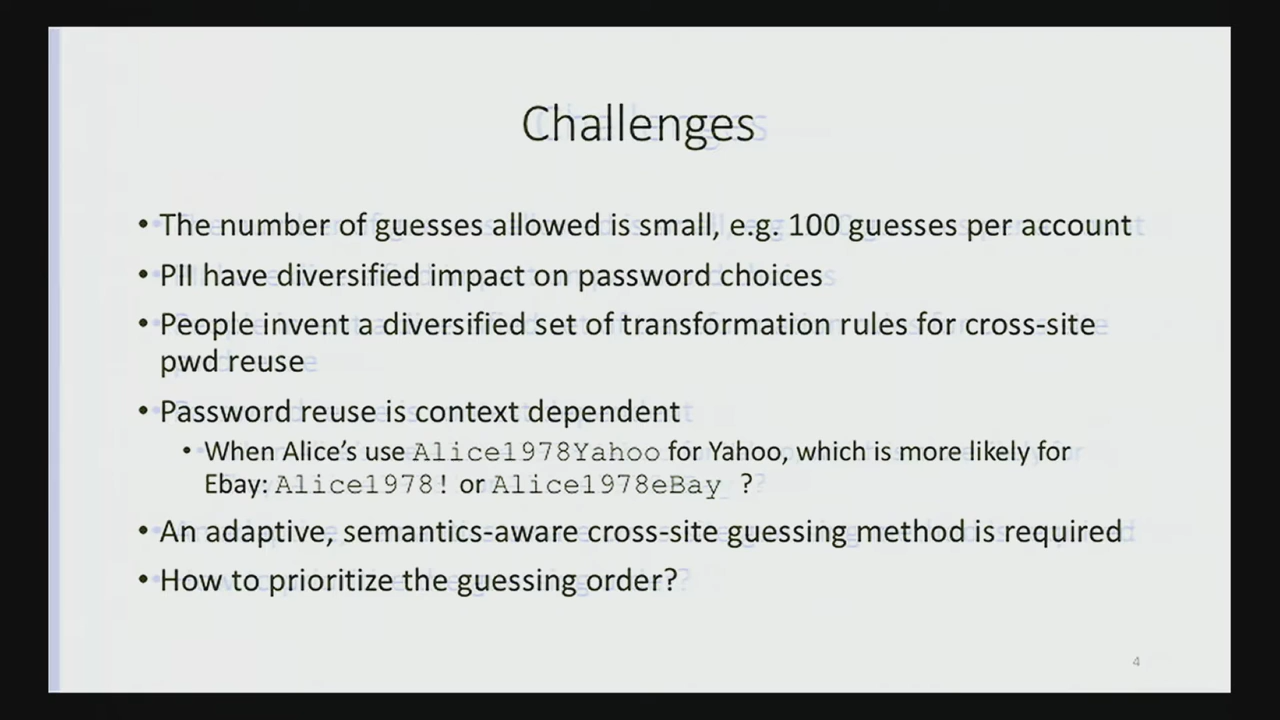 Challenges
• The number of guesses allowed is small, e.g. 100 guesses per account
• PII have diversified impact on password choices
• People invent a diversified set of transformation rules for cross-site
pwd reuse
• Password reuse is context dependent
• When Alice’s use Alice1978Yahoo for Yahoo, which is more likely for
Ebay: Alice1978! or Alice1978eBay ?
• An adaptive, semantics-aware cross-site guessing method is required
• How to prioritize the guessing order?
4